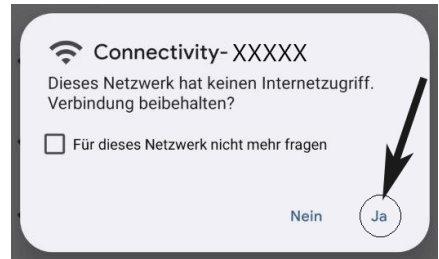 Connectivity-XXXXX
Dieses Netzwerk hat keinen Internetzugriff.
Verbindung beibehalten?
Für dieses Netzwerk nicht mehr fragen
Nein Ja